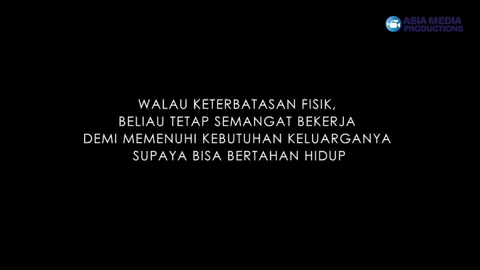 ASIA MEDIA
PRODUCTIONS
WALAU KETERBATASAN FISIK,
BELIAU TETAP SEMANGAT BEKERJA
DEMI MEMENUHI KEBUTUHAN KELUARGANYA
SUPAYA BISA BERTAHAN HIDUP